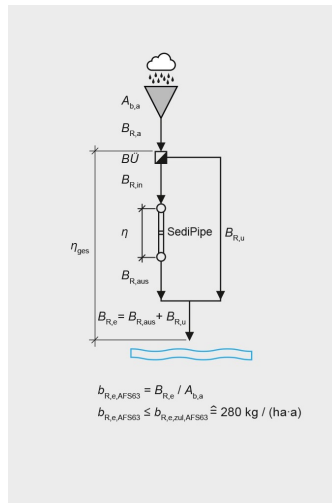 A_b,a
B_R,a
BÜ
B_R,in
η SediPipe B_R,u
η_ges
B_R,aus
B_R,e = B_R,aus + B_R,u
b_R,e,AFS63 = B_R,e / A_b,a
b_R,e,AFS63 ≤ b_R,e,zul,AFS63 ≙ 280 kg / (ha·a)